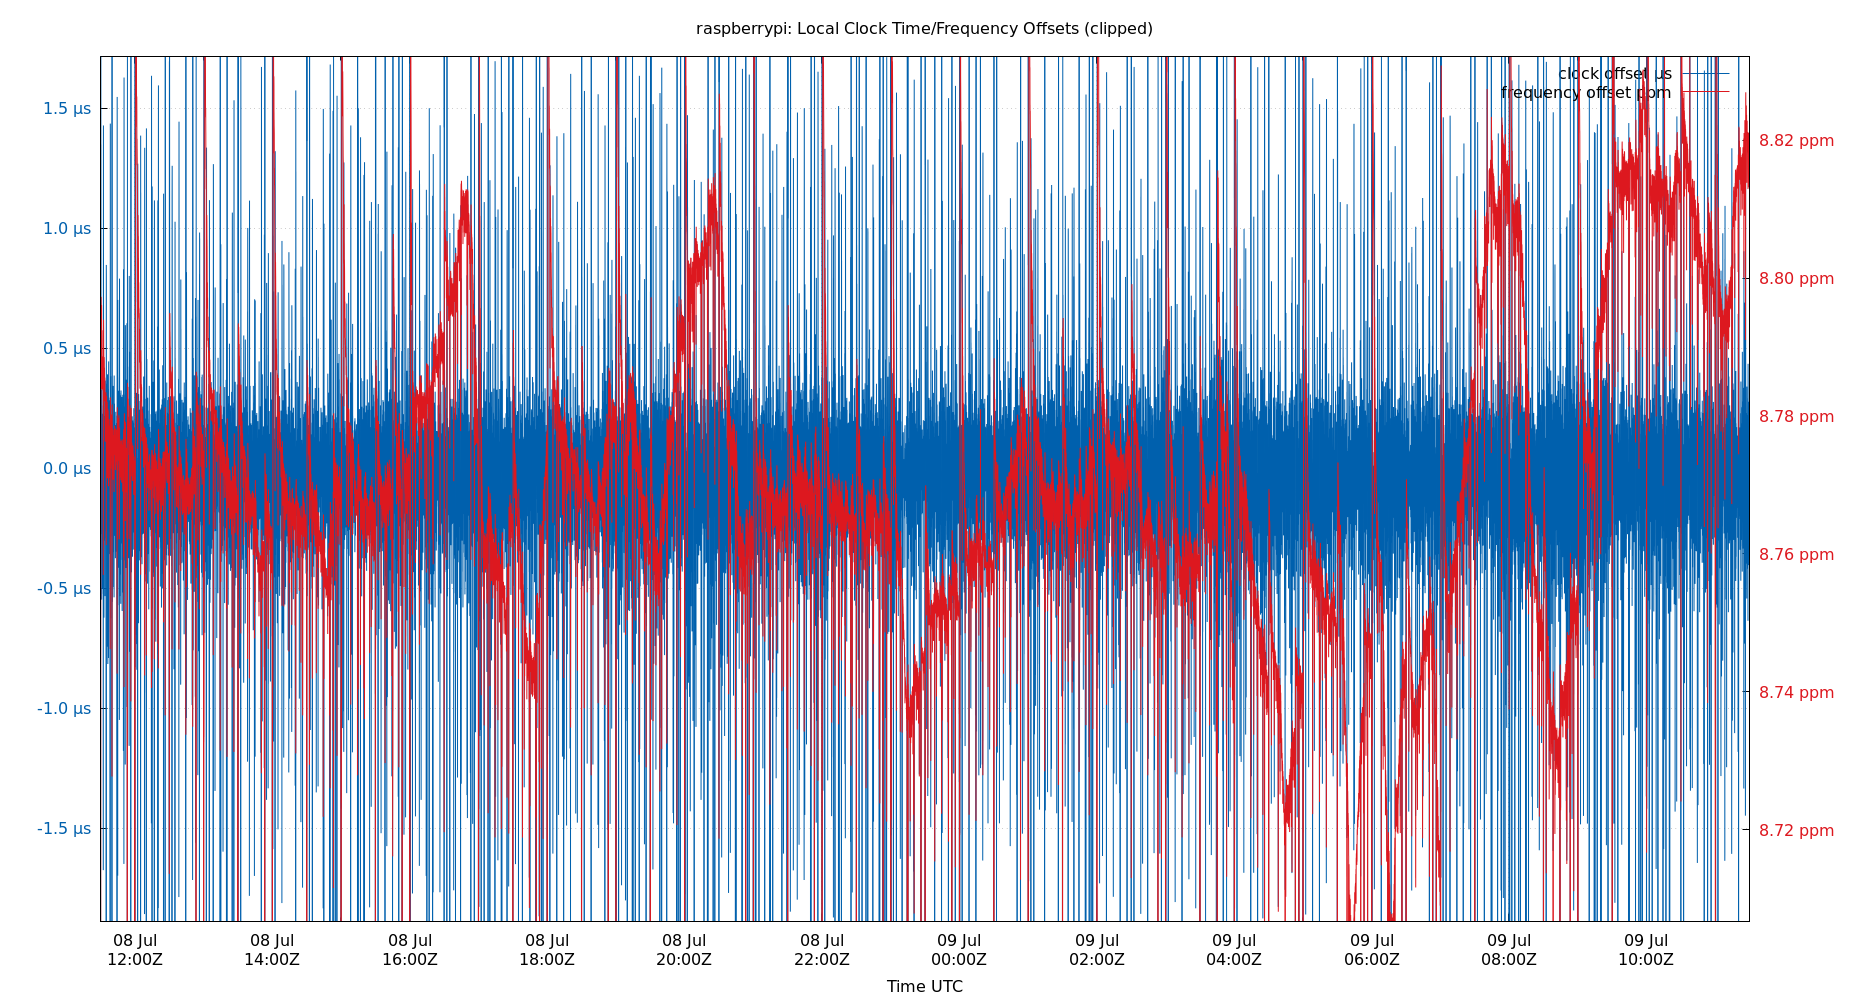 raspberrypi: Local Clock Time/Frequency Offsets (clipped)
clock offset µs
frequency offset ppm
1.5 µs
1.0 µs
0.5 µs
0.0 µs
-0.5 µs
-1.0 µs
-1.5 µs
8.82 ppm
8.80 ppm
8.78 ppm
8.76 ppm
8.74 ppm
8.72 ppm
08 Jul 08 Jul 08 Jul 08 Jul 08 Jul 08 Jul 09 Jul 09 Jul 09 Jul 09 Jul 09 Jul 09 Jul
12:00Z 14:00Z 16:00Z 18:00Z 20:00Z 22:00Z 00:00Z 02:00Z 04:00Z 06:00Z 08:00Z 10:00Z
Time UTC